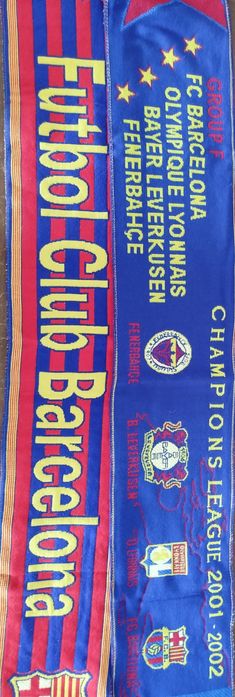 GROUP F
FC BARCELONA
OLYMPIQUE LYONNAIS
BAYER LEVERKUSEN
FENERBAHÇE
CHAMPIONS LEAGUE 2001 - 2002
FENERBAHÇE
"B. LEVERKUSEN"
FC BARCELONA
Futbol Club Barcelona